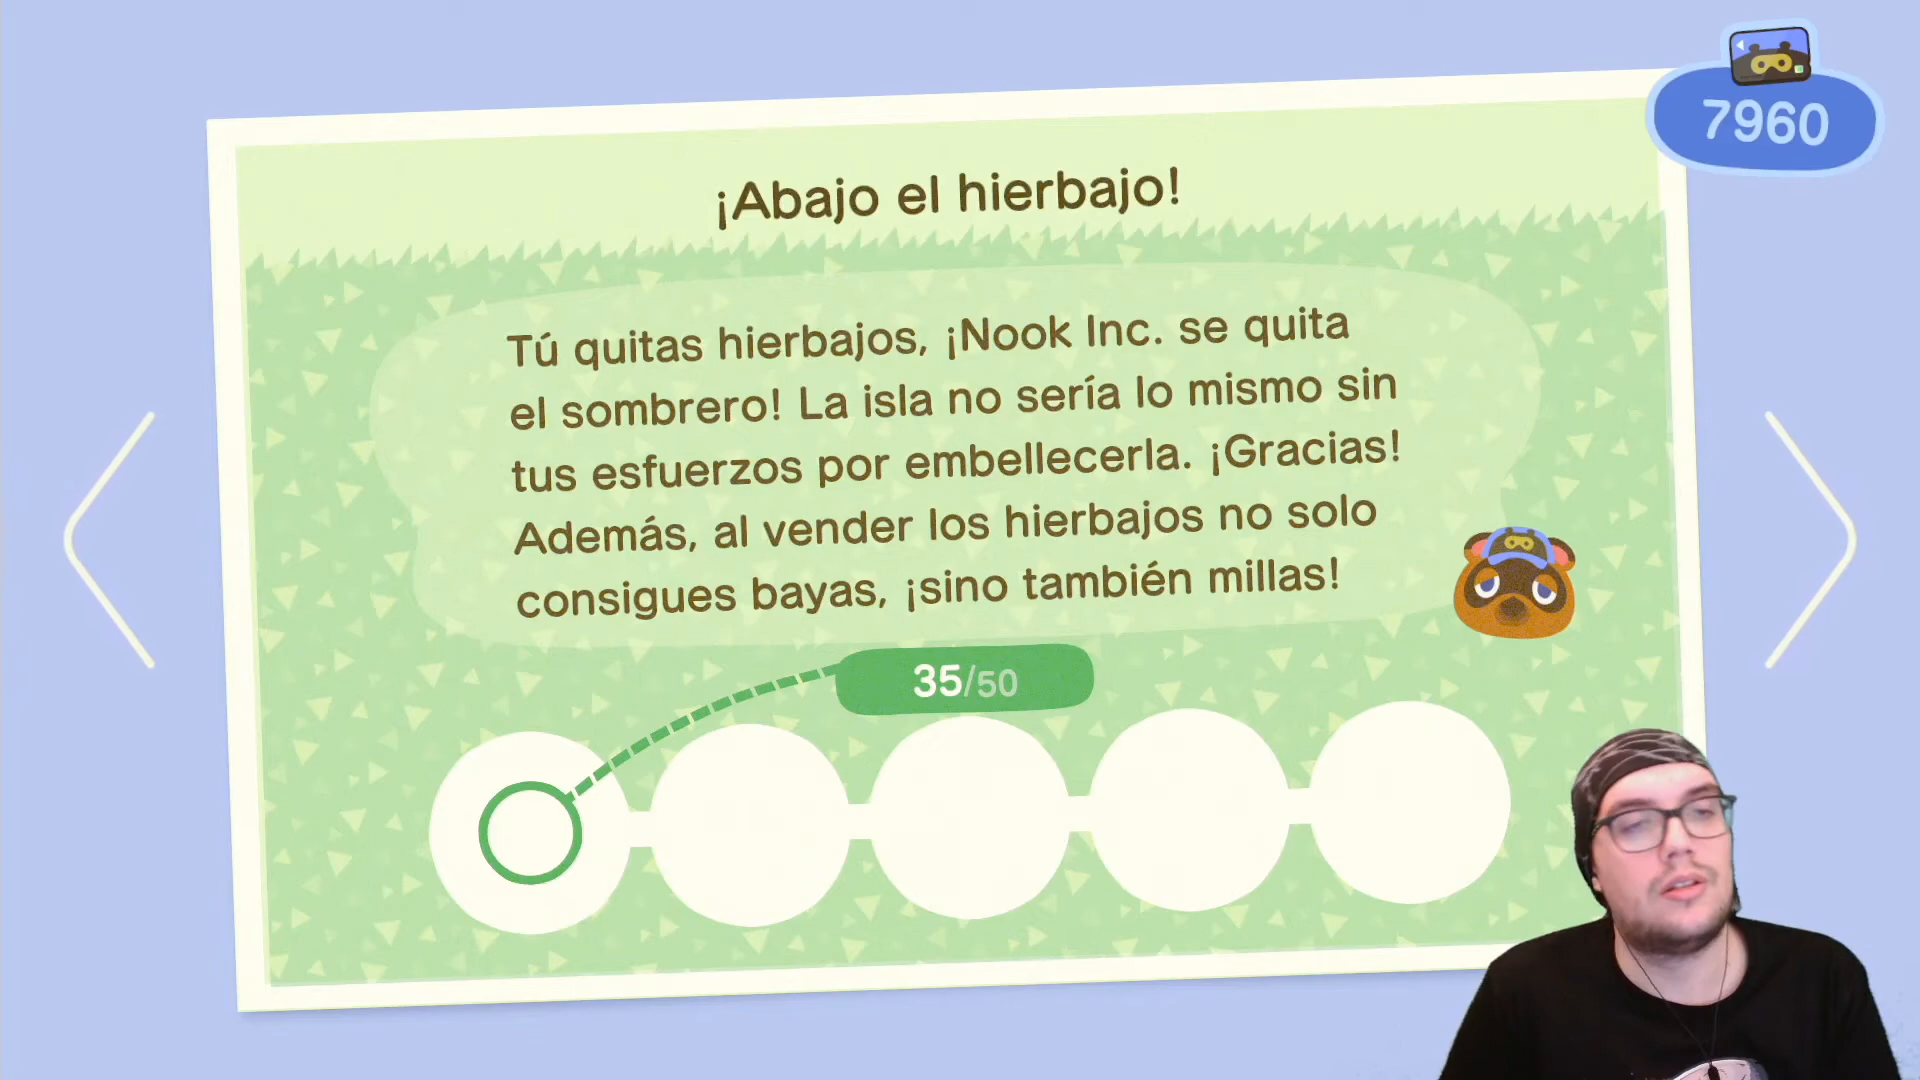 7960
¡Abajo el hierbajo!
Tú quitas hierbajos, ¡Nook Inc. se quita
el sombrero! La isla no sería lo mismo sin
tus esfuerzos por embellecerla. ¡Gracias!
Además, al vender los hierbajos no solo
consigues bayas, ¡sino también millas!
35/50